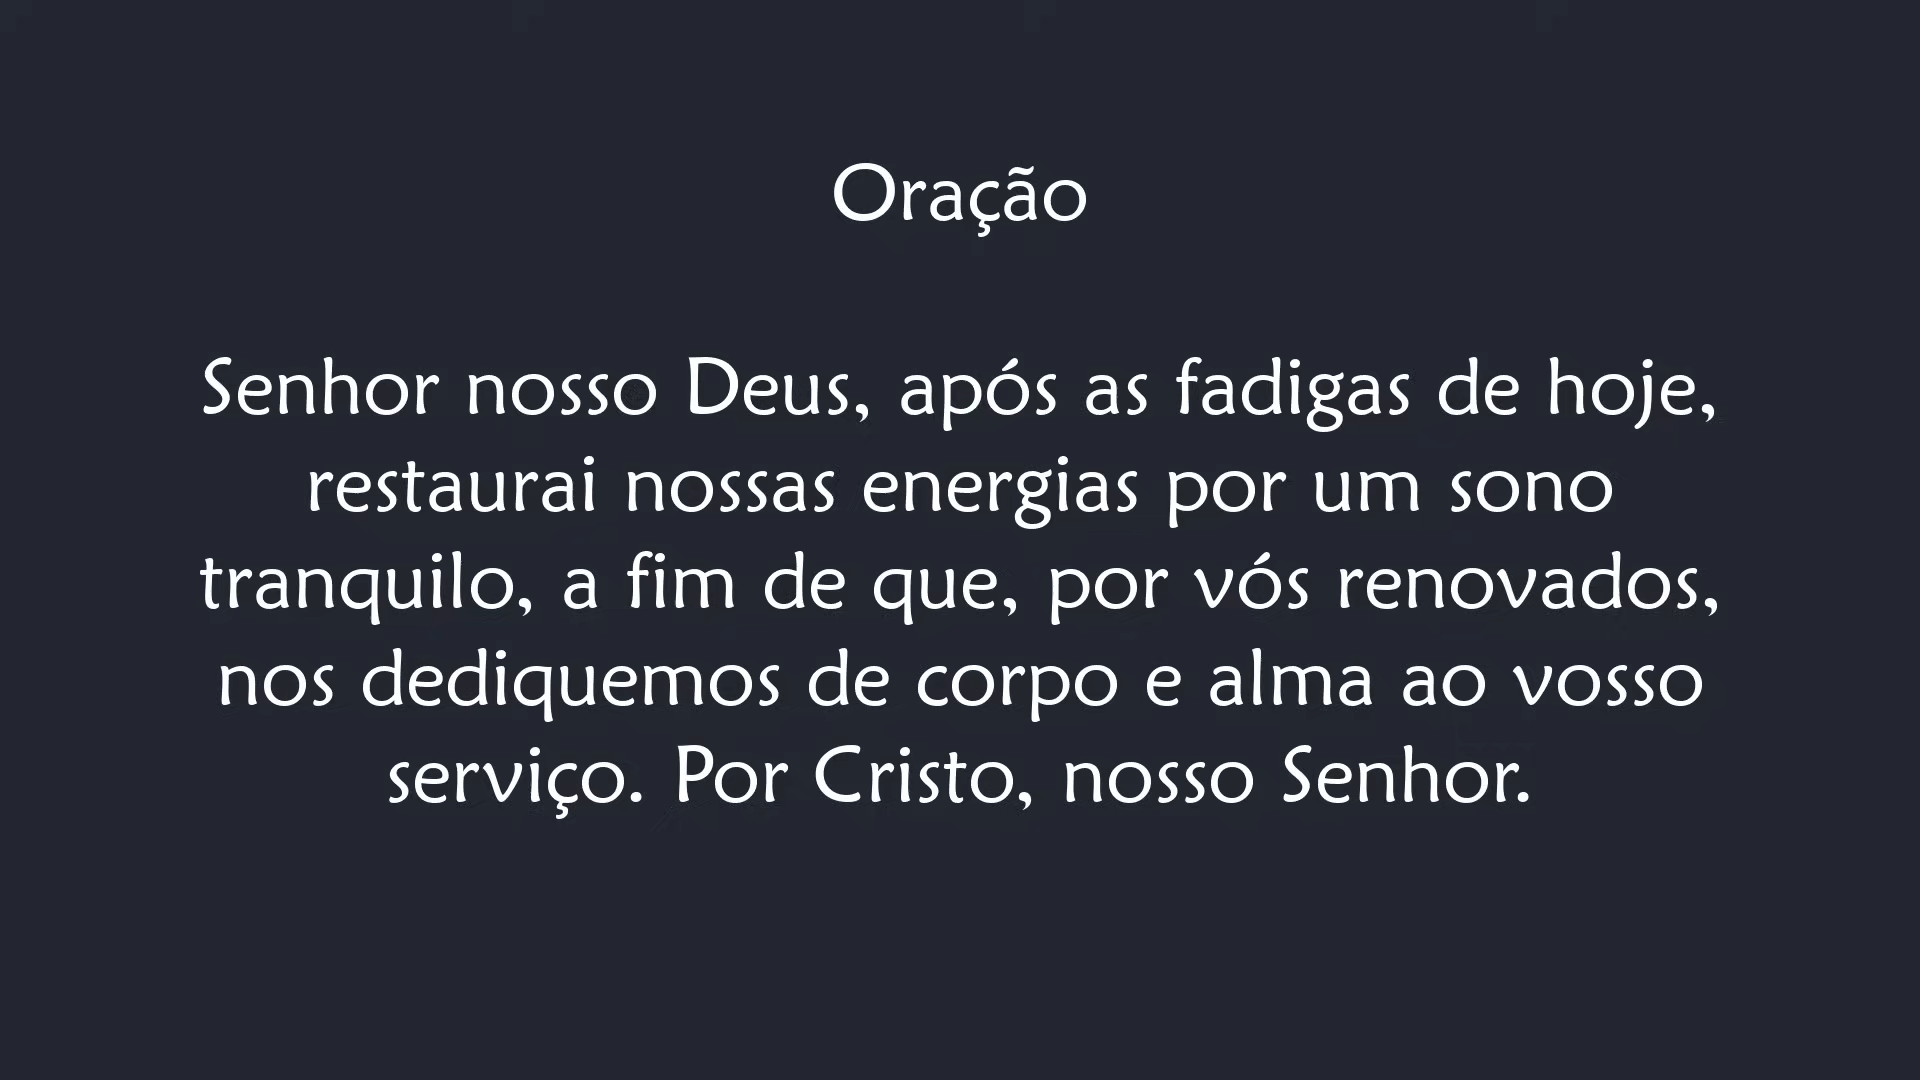 Oração
Senhor nosso Deus, após as fadigas de hoje,
restaurai nossas energias por um sono
tranquilo, a fim de que, por vós renovados,
nos dediquemos de corpo e alma ao vosso
serviço. Por Cristo, nosso Senhor.